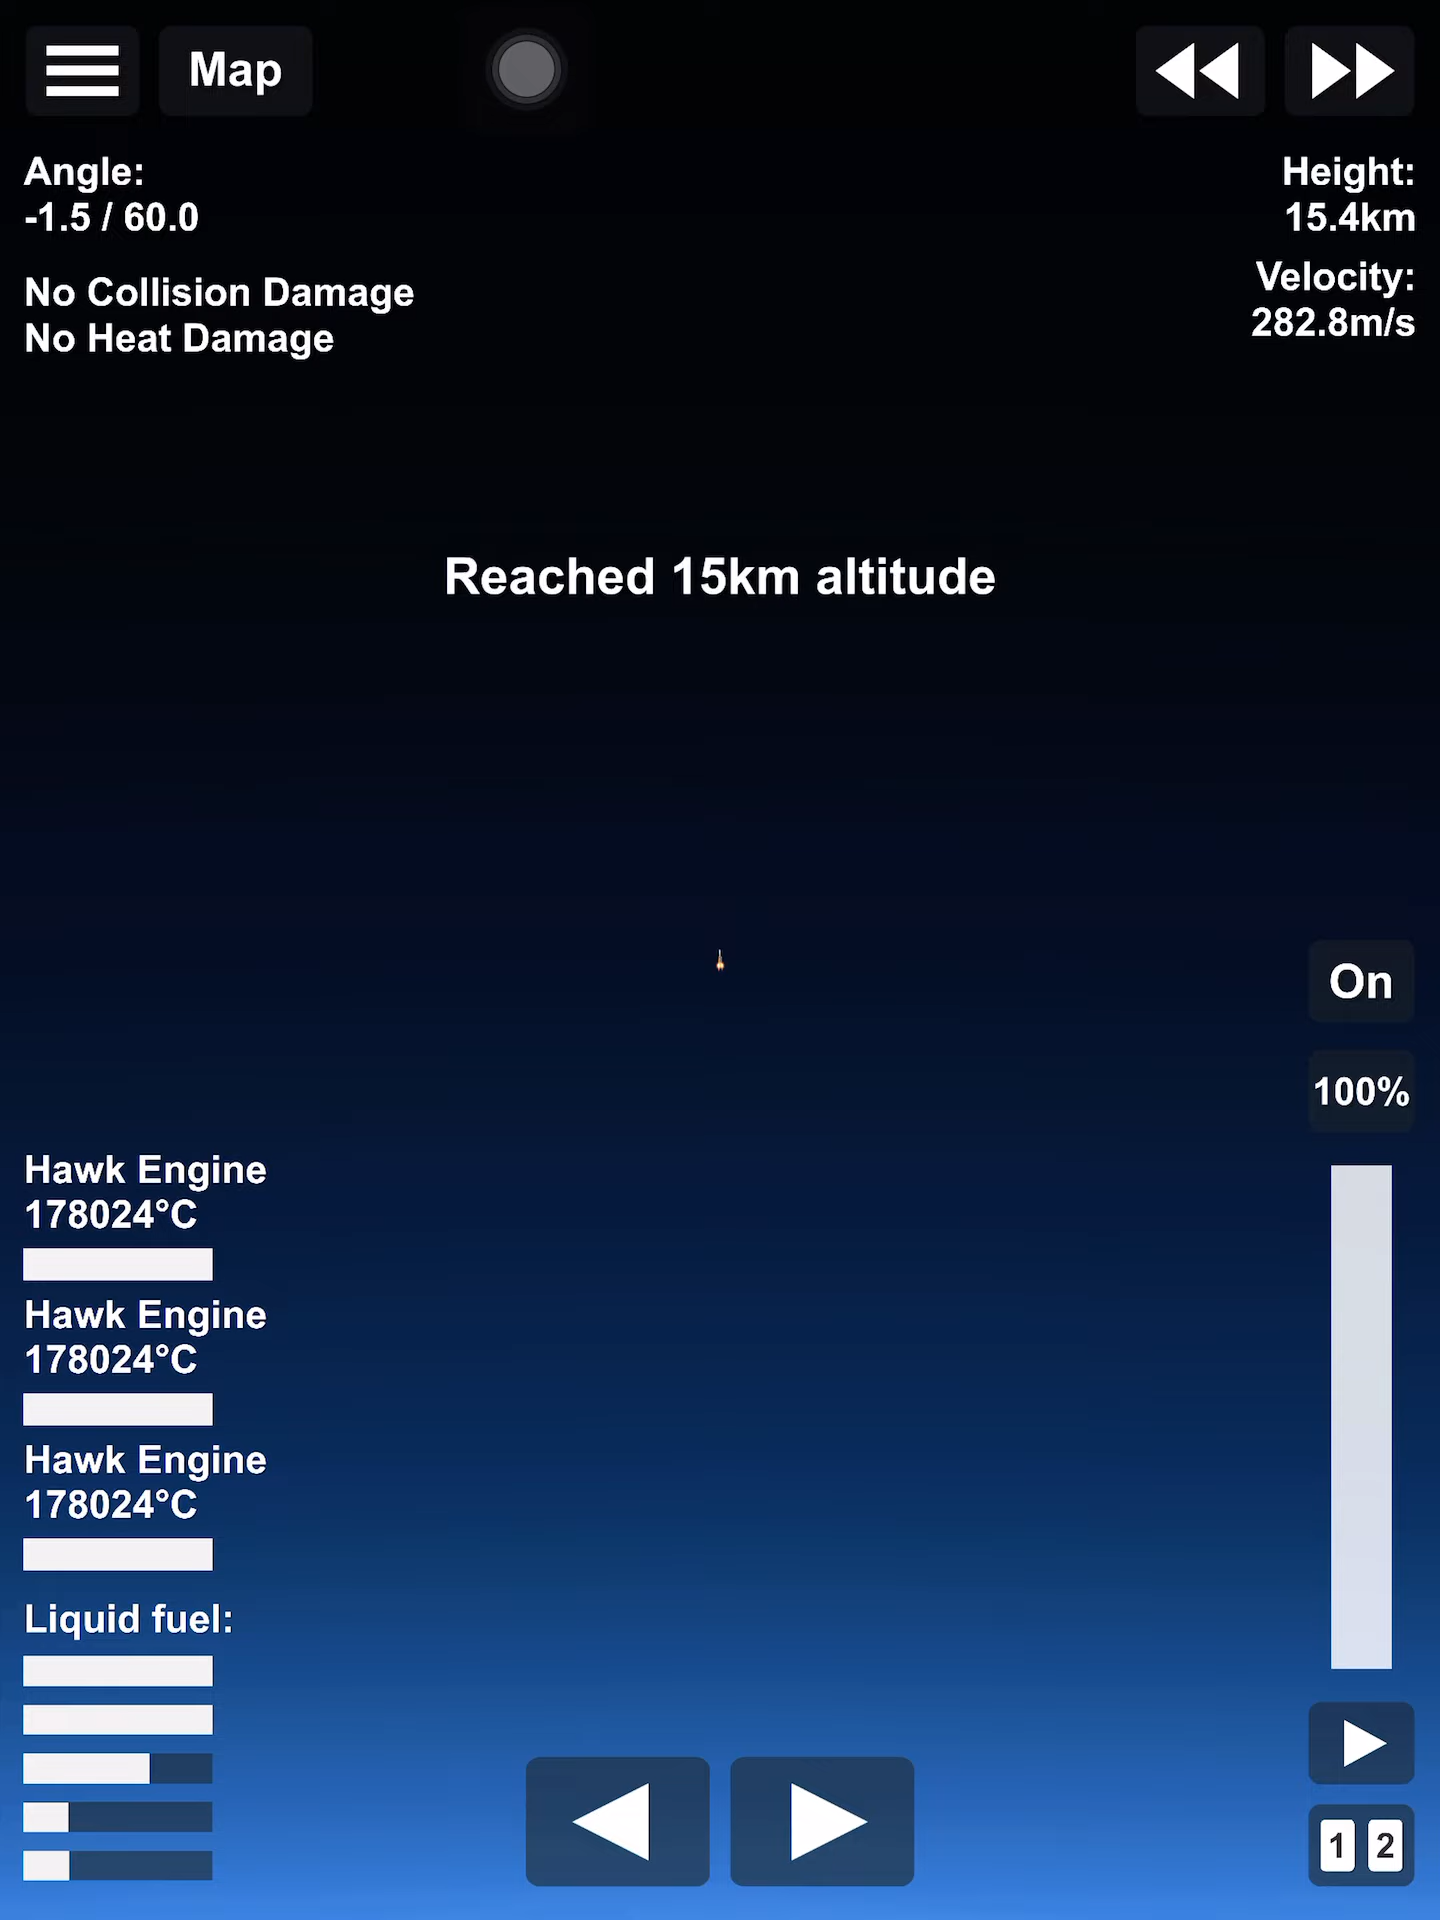 Map
Angle:
-1.5 / 60.0
No Collision Damage
No Heat Damage
Height:
15.4km
Velocity:
282.8m/s
Reached 15km altitude
On
100%
Hawk Engine
178024°C
Hawk Engine
178024°C
Hawk Engine
178024°C
Liquid fuel:
1 2